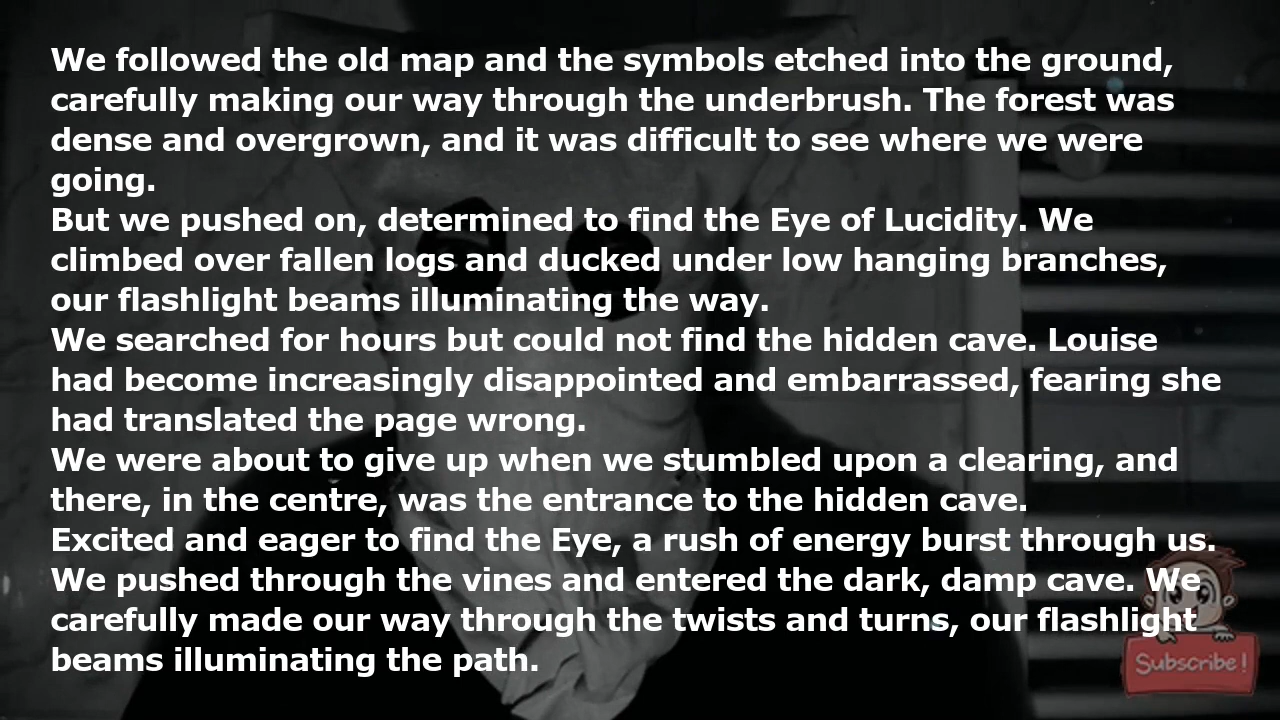 We followed the old map and the symbols etched into the ground,
carefully making our way through the underbrush. The forest was
dense and overgrown, and it was difficult to see where we were
going.
But we pushed on, determined to find the Eye of Lucidity. We
climbed over fallen logs and ducked under low hanging branches,
our flashlight beams illuminating the way.
We searched for hours but could not find the hidden cave. Louise
had become increasingly disappointed and embarrassed, fearing she
had translated the page wrong.
We were about to give up when we stumbled upon a clearing, and
there, in the centre, was the entrance to the hidden cave.
Excited and eager to find the Eye, a rush of energy burst through us.
We pushed through the vines and entered the dark, damp cave. We
carefully made our way through the twists and turns, our flashlight
beams illuminating the path.
Subscribe!